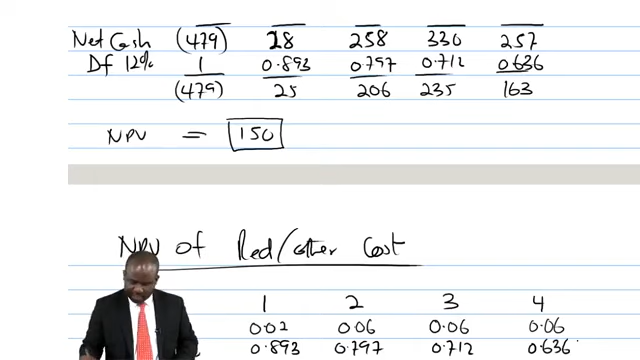 Net Cash (479) 28 258 330 257
Df 12% 1 0.893 0.797 0.712 0.636
(479) 25 206 235 163
NPV = 150
NPV of Red/other Cost
1 2 3 4
0.02 0.06 0.06 0.06
0.893 0.797 0.712 0.636